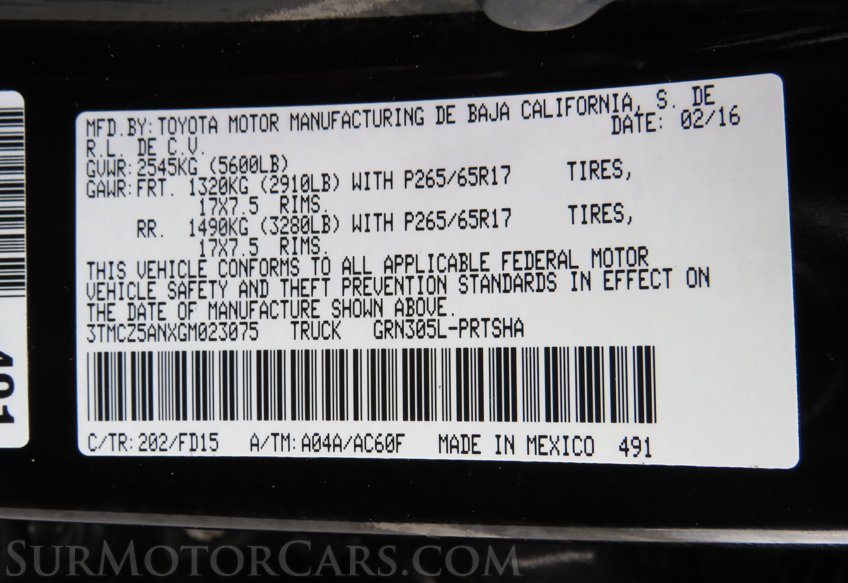 MFD.BY: TOYOTA MOTOR MANUFACTURING DE BAJA CALIFORNIA, S. DE
R.L. DE C.V. DATE: 02/16
GVWR: 2545KG (5600LB)
GAWR: FRT. 1320KG (2910LB) WITH P265/65R17 TIRES,
17X7.5 RIMS.
RR. 1490KG (3280LB) WITH P265/65R17 TIRES,
17X7.5 RIMS.
THIS VEHICLE CONFORMS TO ALL APPLICABLE FEDERAL MOTOR
VEHICLE SAFETY AND THEFT PREVENTION STANDARDS IN EFFECT ON
THE DATE OF MANUFACTURE SHOWN ABOVE.
3TMCZ5ANXGM023075 TRUCK GRN305L-PRTSHA
C/TR: 202/FD15 A/TM: A04A/AC60F MADE IN MEXICO 491
491
SURMOTORCARS.COM